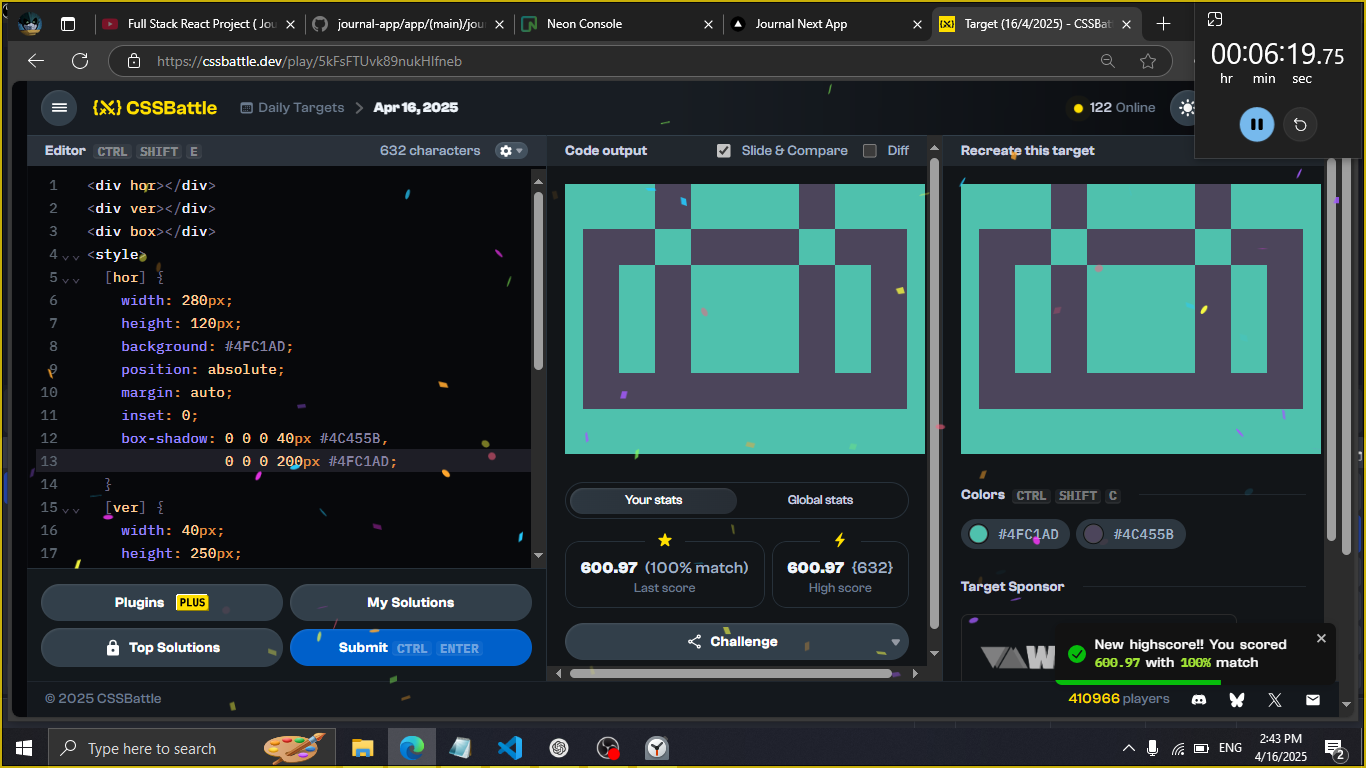 Full Stack React Project ( Jou
journal-app/app/(main)/jou
Neon Console
Journal Next App
Target (16/4/2025) - CSSBat
00:06:19.75
hr min sec
https://cssbattle.dev/play/5kFsFTUvk89nukHIfneb
{X} CSSBattle
Daily Targets > Apr 16, 2025
122 Online
Editor CTRL SHIFT E
632 characters
Code output
Slide & Compare
Diff
Recreate this target
1 <div hor></div>
2 <div ver></div>
3 <div box></div>
4 <style>
5 [hor] {
6 width: 280px;
7 height: 120px;
8 background: #4FC1AD;
9 position: absolute;
10 margin: auto;
11 inset: 0;
12 box-shadow: 0 0 0 40px #4C455B,
13 0 0 0 200px #4FC1AD;
14 }
15 [ver] {
16 width: 40px;
17 height: 250px;
Your stats
Global stats
600.97 (100% match)
Last score
600.97 {632}
High score
Challenge
Colors CTRL SHIFT C
#4FC1AD
#4C455B
Target Sponsor
Plugins PLUS
My Solutions
Top Solutions
Submit CTRL ENTER
New highscore!! You scored
600.97 with 100% match
© 2025 CSSBattle
410966 players
Type here to search
ENG
2:43 PM
4/16/2025
2